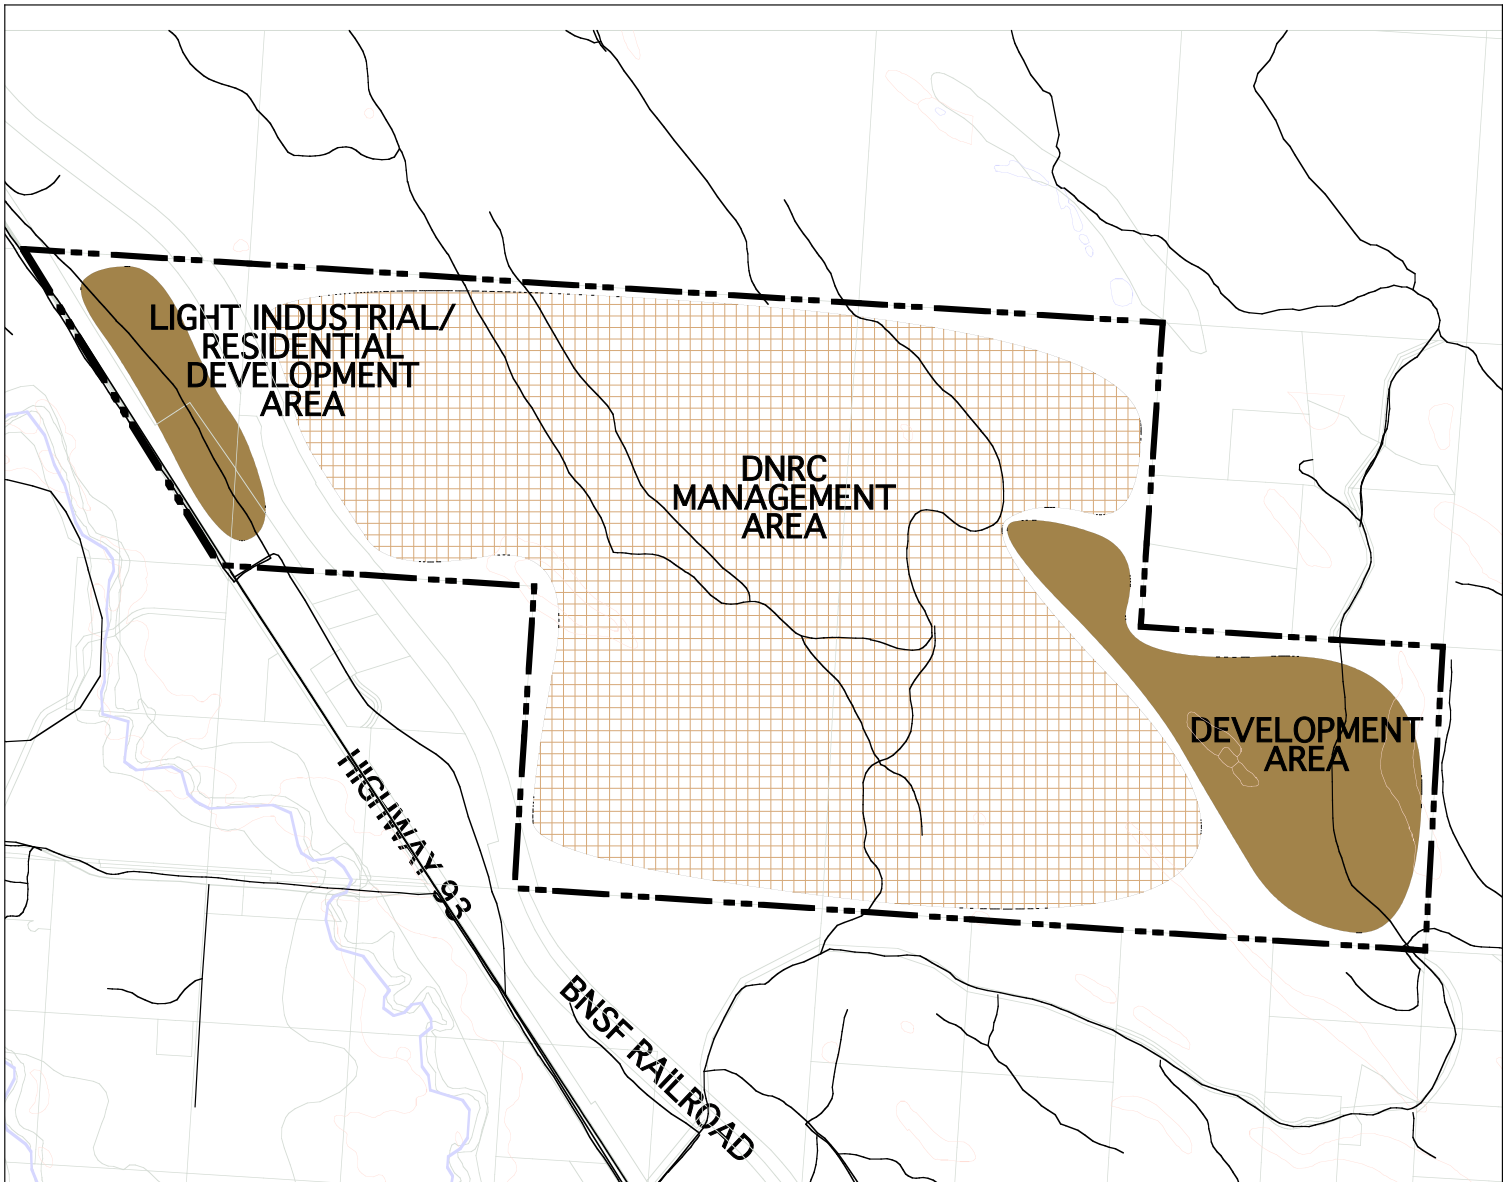 LIGHT INDUSTRIAL/
RESIDENTIAL
DEVELOPMENT
AREA
DNRC
MANAGEMENT
AREA
DEVELOPMENT
AREA
HIGHWAY 93
BNSF RAILROAD